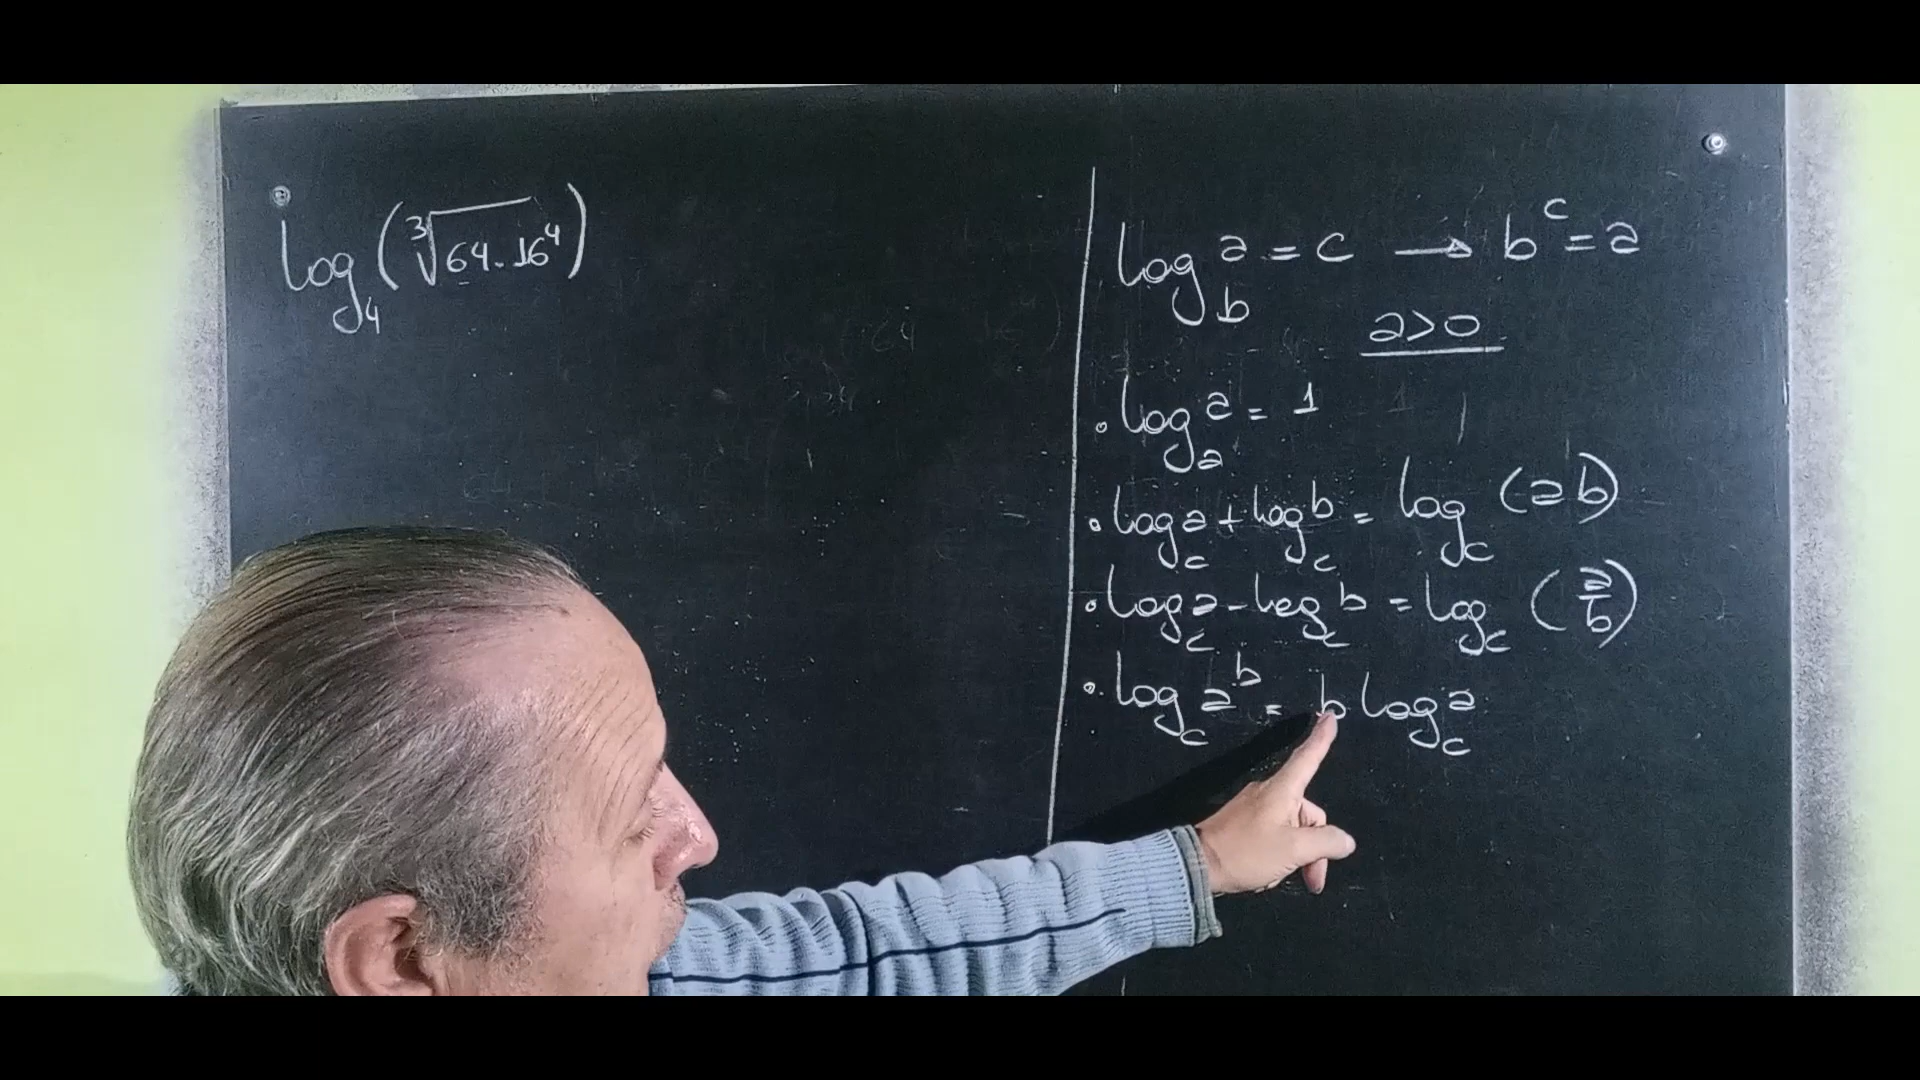 log₄(∛64.16⁴)
log_b a = c → b^c = a
a>0
• log_a a = 1
• log_c a + log_c b = log_c (ab)
• log_c a - log_c b = log_c (a/b)
• log_c a^b = b log_c a